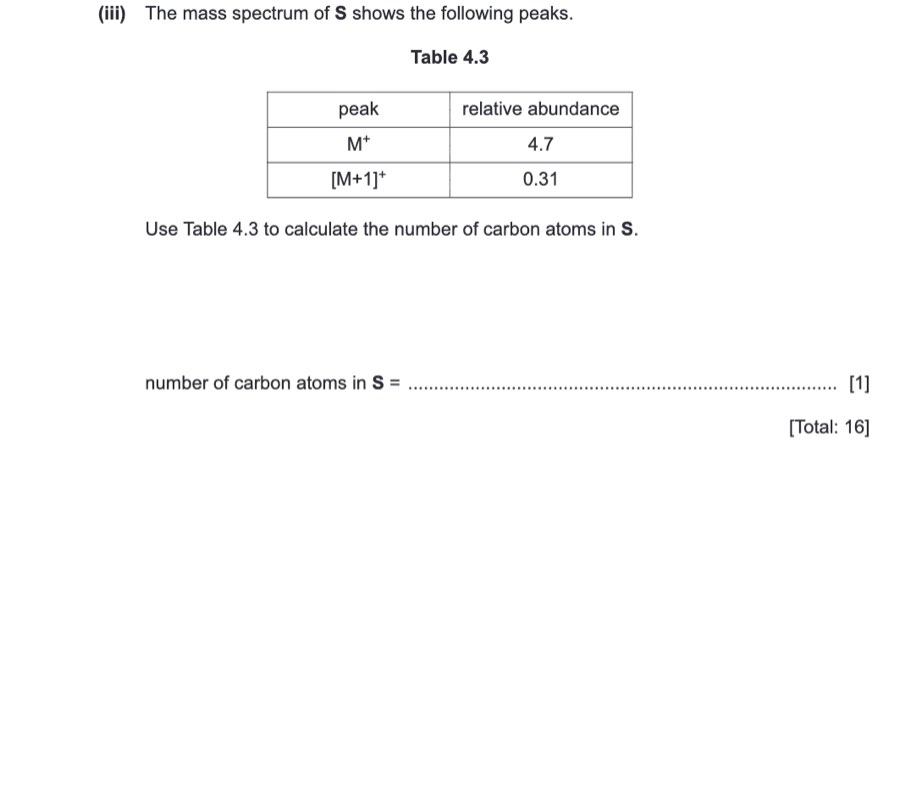 (iii) The mass spectrum of S shows the following peaks.
Table 4.3
peak relative abundance
M⁺ 4.7
[M+1]⁺ 0.31
Use Table 4.3 to calculate the number of carbon atoms in S.
number of carbon atoms in S = .................................................................................. [1]
[Total: 16]